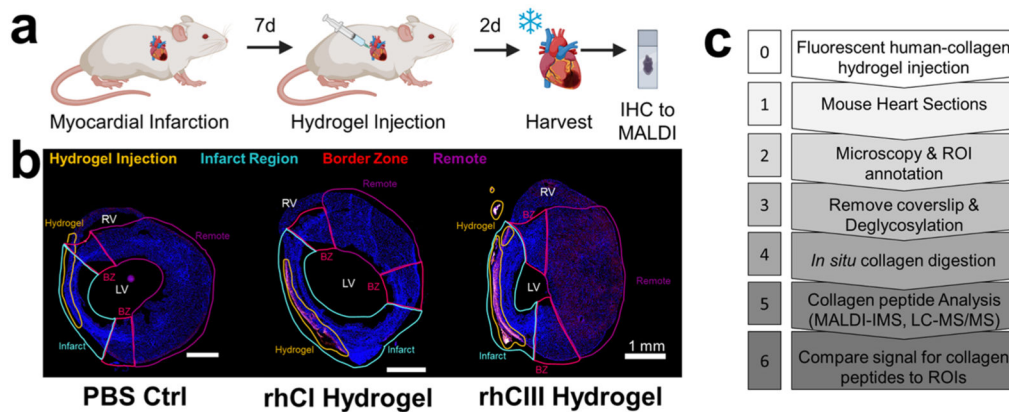 a
7d
2d
Myocardial Infarction
Hydrogel Injection
Harvest
IHC to
MALDI
b
Hydrogel Injection Infarct Region Border Zone Remote
Hydrogel
RV
Remote
BZ
LV
BZ
Infarct
RV
Remote
BZ
LV
BZ
Hydrogel
Infarct
Hydrogel
RV
BZ
LV
Remote
Infarct
BZ
1 mm
PBS Ctrl
rhCI Hydrogel
rhCIII Hydrogel
c
0
Fluorescent human-collagen
hydrogel injection
1
Mouse Heart Sections
2
Microscopy & ROI
annotation
3
Remove coverslip &
Deglycosylation
4
In situ collagen digestion
5
Collagen peptide Analysis
(MALDI-IMS, LC-MS/MS)
6
Compare signal for collagen
peptides to ROIs